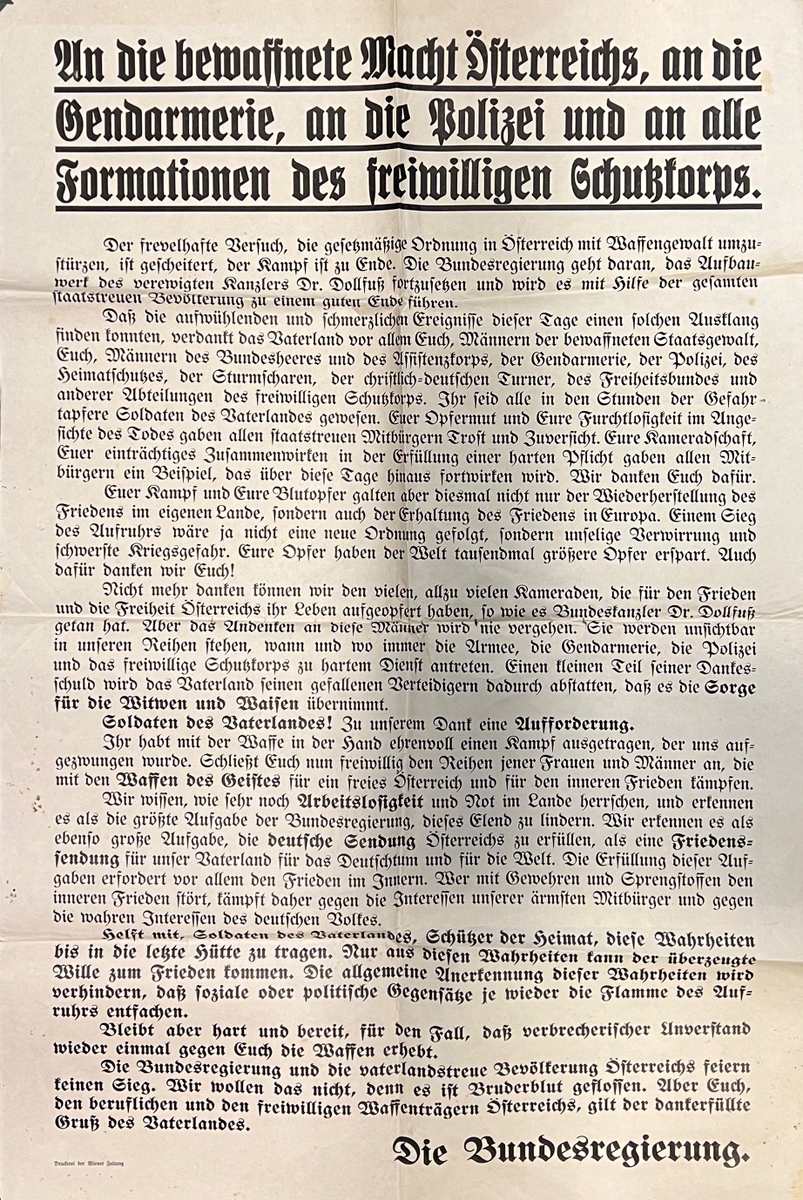 An die bewaffnete Macht Österreichs, an die
Gendarmerie, an die Polizei und an alle
Formationen des freiwilligen Schutzkorps.
Der frevelhafte Versuch, die gesetzmäßige Ordnung in Österreich mit Waffengewalt umzu-
stürzen, ist gescheitert, der Kampf ist zu Ende. Die Bundesregierung geht daran, das Aufbau-
werk des verewigten Kanzlers Dr. Dollfuß fortzusetzen und wird es mit Hilfe der gesamten
staatstreuen Bevölkerung zu einem guten Ende führen.
Daß die aufwühlenden und schmerzlichen Ereignisse dieser Tage einen solchen Ausklang
finden konnten, verdankt das Vaterland vor allem Euch, Männern der bewaffneten Staatsgewalt,
Euch, Männern des Bundesheeres und des Assistenzkorps, der Gendarmerie, der Polizei, des
Heimatschutzes, der Sturmscharen, der christlich-deutschen Turner, des Freiheitsbundes und
anderer Abteilungen des freiwilligen Schutzkorps. Ihr seid alle in den Stunden der Gefahr
tapfere Soldaten des Vaterlandes gewesen. Euer Opfermut und Eure Furchtlosigkeit im Ange-
sichte des Todes gaben allen staatstreuen Mitbürgern Trost und Zuversicht. Eure Kameradschaft,
Euer einträchtiges Zusammenwirken in der Erfüllung einer harten Pflicht gaben allen Mit-
bürgern ein Beispiel, das über diese Tage hinaus fortwirken wird. Wir danken Euch dafür.
Euer Kampf und Eure Blutopfer galten aber diesmal nicht nur der Wiederherstellung des
Friedens im eigenen Lande, sondern auch der Erhaltung des Friedens in Europa. Einem Sieg
des Aufruhrs wäre ja nicht eine neue Ordnung gefolgt, sondern unselige Verwirrung und
schwerste Kriegsgefahr. Eure Opfer haben der Welt tausendmal größere Opfer erspart. Auch
dafür danken wir Euch!
Nicht mehr danken können wir den vielen, allzu vielen Kameraden, die für den Frieden
und die Freiheit Österreichs ihr Leben aufgeopfert haben, so wie es Bundeskanzler Dr. Dollfuß
getan hat. Aber das Andenken an diese Männer wird nie vergehen. Sie werden unsichtbar
in unseren Reihen stehen, wann und wo immer die Armee, die Gendarmerie, die Polizei
und das freiwillige Schutzkorps zu hartem Dienst antreten. Einen kleinen Teil seiner Dankes-
schuld wird das Vaterland seinen gefallenen Verteidigern dadurch abstatten, daß es die Sorge
für die Witwen und Waisen übernimmt.
Soldaten des Vaterlandes! Zu unserem Dank eine Aufforderung.
Ihr habt mit der Waffe in der Hand ehrenvoll einen Kampf ausgetragen, der uns auf-
gezwungen wurde. Schließt Euch nun freiwillig den Reihen jener Frauen und Männer an, die
mit den Waffen des Geistes für ein freies Österreich und für den inneren Frieden kämpfen.
Wir wissen, wie sehr noch Arbeitslosigkeit und Not im Lande herrschen, und erkennen
es als die größte Aufgabe der Bundesregierung, dieses Elend zu lindern. Wir erkennen es als
ebenso große Aufgabe, die deutsche Sendung Österreichs zu erfüllen, als eine Friedens-
sendung für unser Vaterland für das Deutschtum und für die Welt. Die Erfüllung dieser Auf-
gaben erfordert vor allem den Frieden im Innern. Wer mit Gewehren und Sprengstoffen den
inneren Frieden stört, kämpft daher gegen die Interessen unserer ärmsten Mitbürger und gegen
die wahren Interessen des deutschen Volkes.
Helft mit, Soldaten des Vaterlandes, Schützer der Heimat, diese Wahrheiten
bis in die letzte Hütte zu tragen. Nur aus diesen Wahrheiten kann der überzeugte
Wille zum Frieden kommen. Die allgemeine Anerkennung dieser Wahrheiten wird
verhindern, daß soziale oder politische Gegensätze je wieder die Flamme des Auf-
ruhrs entfachen.
Bleibt aber hart und bereit, für den Fall, daß verbrecherischer Unverstand
wieder einmal gegen Euch die Waffen erhebt.
Die Bundesregierung und die vaterlandstreue Bevölkerung Österreichs feiern
keinen Sieg. Wir wollen das nicht, denn es ist Bruderblut geflossen. Aber Euch,
den beruflichen und den freiwilligen Waffenträgern Österreichs, gilt der dankerfüllte
Gruß des Vaterlandes.
Die Bundesregierung.
Druckerei der Wiener Zeitung